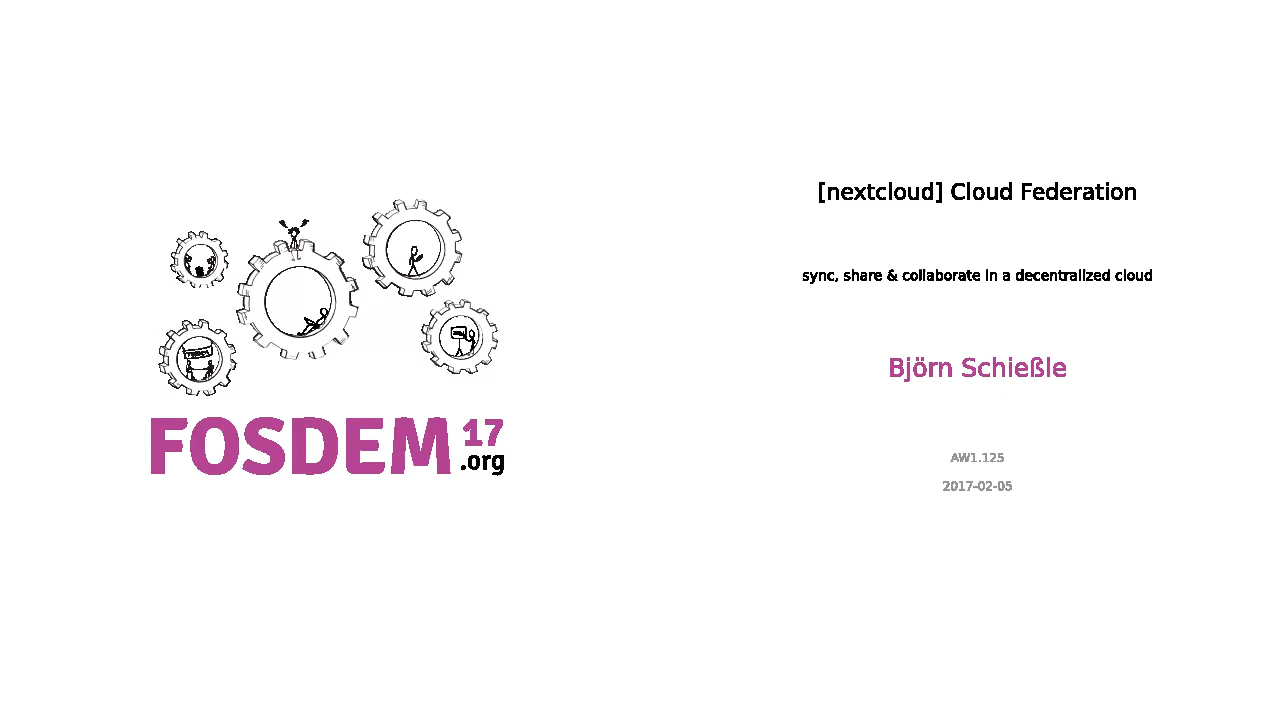 FOSDEM 17
.org
[nextcloud] Cloud Federation
sync, share & collaborate in a decentralized cloud
Björn Schießle
AW1.125
2017-02-05